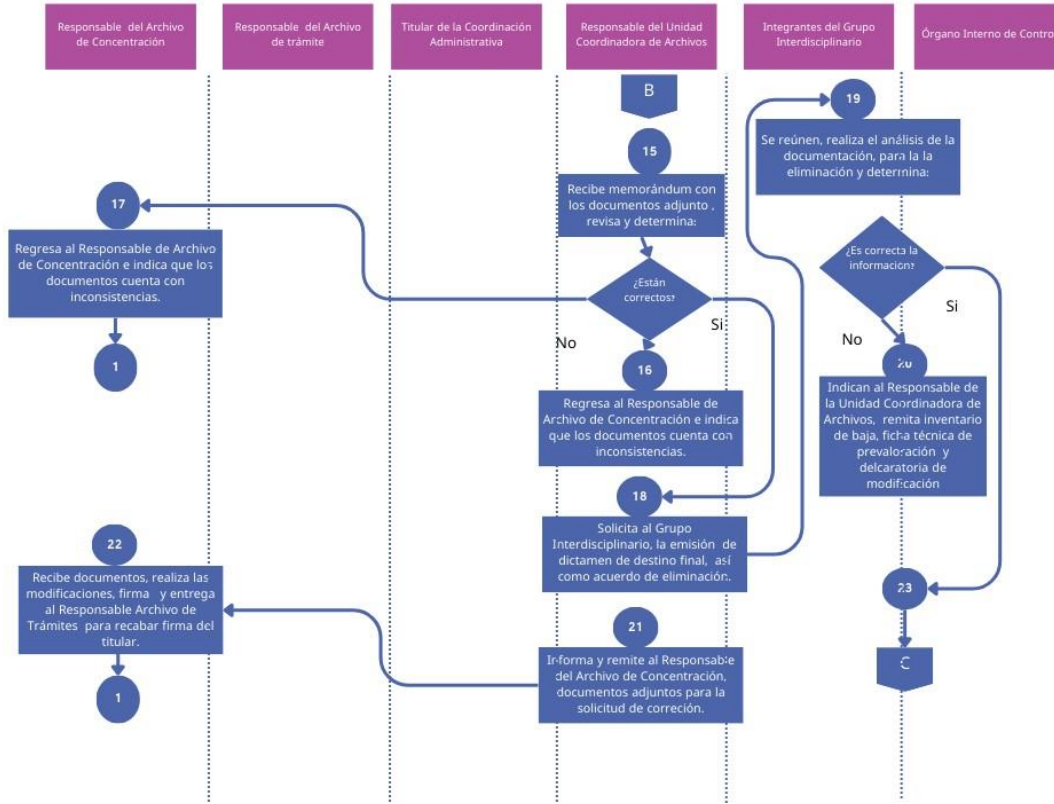 Responsable del Archivo
de Concentración
Responsable del Archivo
de trámite
Titular de la Coordinación
Administrativa
Responsable del Unidad
Coordinadora de Archivos
Integrantes del Grupo
Interdisciplinario
Órgano Interno de Contro
B
15
Recibe memorándum con
los documentos adjunto ,
revisa y determina:
¿Están
correctos?
No
Si
16
Regresa al Responsable de
Archivo de Concentración e indica
que los documentos cuenta con
inconsistencias.
17
Regresa al Responsable de Archivo
de Concentración e indica que los
documentos cuenta con
inconsistencias.
1
18
Solicita al Grupo
Interdisciplinario, la emisión de
dictamen de destino final, así
como acuerdo de eliminación.
19
Se reúnen, realiza el análisis de la
documentación, para la la
eliminación y determina:
¿Es correcta la
información?
No
Si
20
Indican al Responsable de
la Unidad Coordinadora de
Archivos, remita inventario
de baja, ficha técnica de
prevaloración y
delcaratoria de
modificación
21
Informa y remite al Responsable
del Archivo de Concentración,
documentos adjuntos para la
solicitud de correción.
22
Recibe documentos, realiza las
modificaciones, firma y entrega
al Responsable Archivo de
Trámites para recabar firma del
titular.
1
23
C